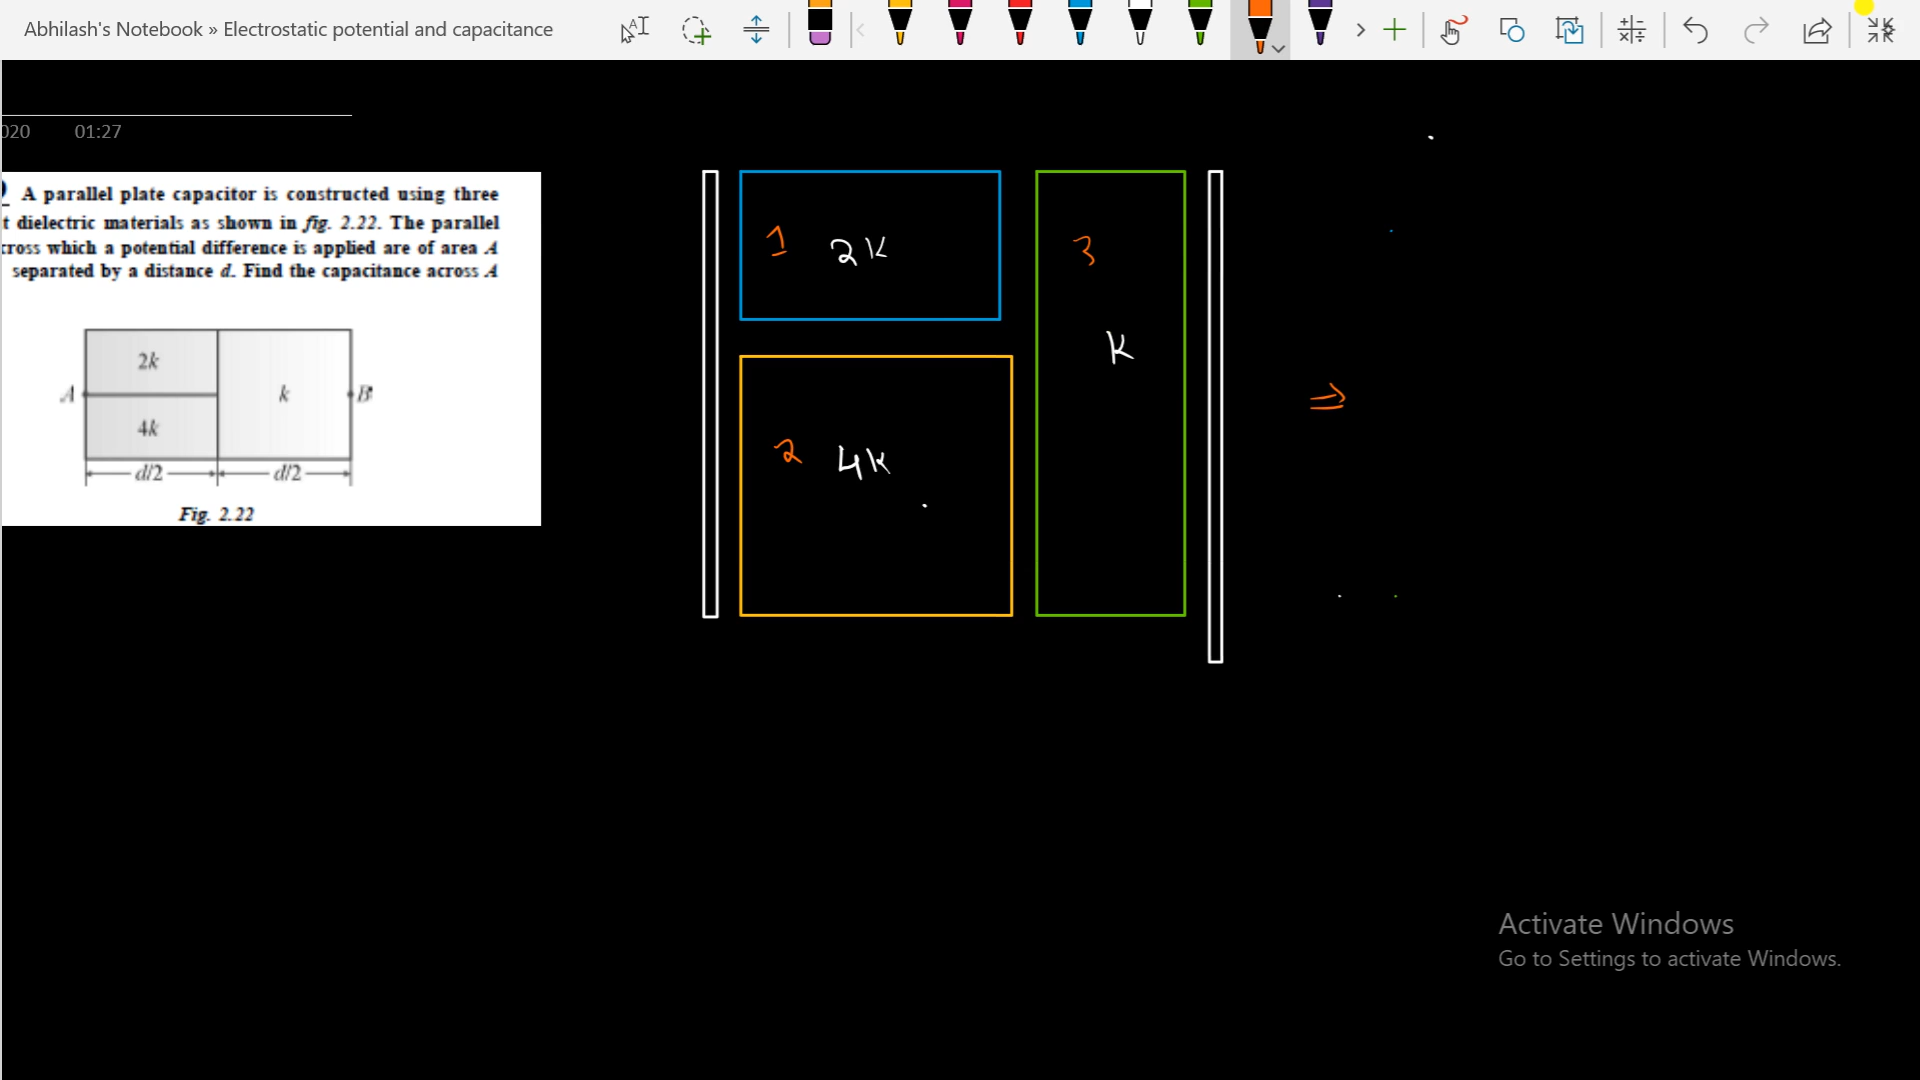 Abhilash's Notebook » Electrostatic potential and capacitance
020 01:27
A parallel plate capacitor is constructed using three
t dielectric materials as shown in fig. 2.22. The parallel
cross which a potential difference is applied are of area A
separated by a distance d. Find the capacitance across A
2k
A k B
4k
d/2 d/2
Fig. 2.22
1 2K
3
K
⇒
2 4K
Activate Windows
Go to Settings to activate Windows.